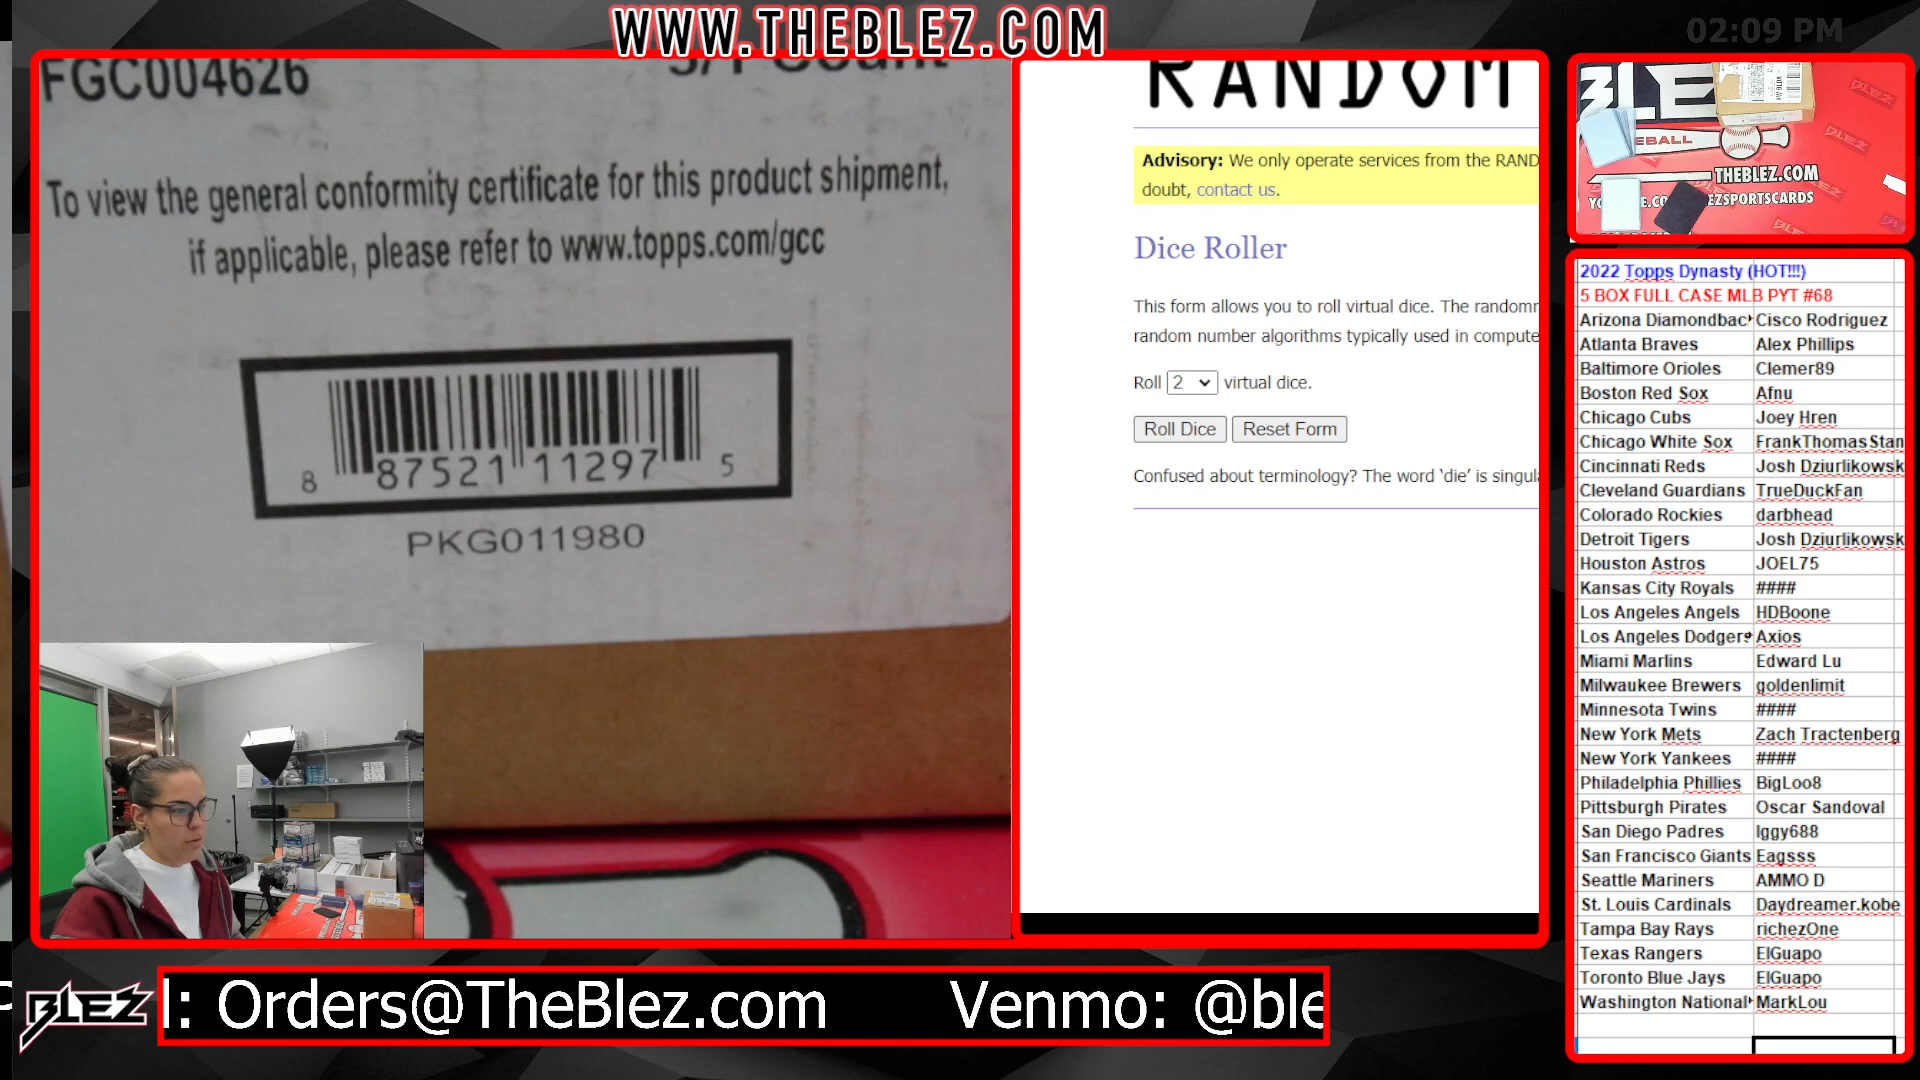 WWW.THEBLEZ.COM
02:09 PM
FGC004626
To view the general conformity certificate for this product shipment,
if applicable, please refer to www.topps.com/gcc
8 87521 11297 5
PKG011980
RANDOM
Advisory: We only operate services from the RAND
doubt, contact us.
Dice Roller
This form allows you to roll virtual dice. The randomn
random number algorithms typically used in compute
Roll 2 virtual dice.
Roll Dice Reset Form
Confused about terminology? The word ‘die’ is singula
BLEZ
EBALL
THEBLEZ.COM
EZSPORTSCARDS
2022 Topps Dynasty (HOT!!!)
5 BOX FULL CASE MLB PYT #68
Arizona Diamondbac Cisco Rodriguez
Atlanta Braves Alex Phillips
Baltimore Orioles Clemer89
Boston Red Sox Afnu
Chicago Cubs Joey Hren
Chicago White Sox FrankThomasStan
Cincinnati Reds Josh Dziurlikowsk
Cleveland Guardians TrueDuckFan
Colorado Rockies darbhead
Detroit Tigers Josh Dziurlikowsk
Houston Astros JOEL75
Kansas City Royals ####
Los Angeles Angels HDBoone
Los Angeles Dodgers Axios
Miami Marlins Edward Lu
Milwaukee Brewers goldenlimit
Minnesota Twins ####
New York Mets Zach Tractenberg
New York Yankees ####
Philadelphia Phillies BigLoo8
Pittsburgh Pirates Oscar Sandoval
San Diego Padres Iggy688
San Francisco Giants Eagsss
Seattle Mariners AMMO D
St. Louis Cardinals Daydreamer.kobe
Tampa Bay Rays richezOne
Texas Rangers ElGuapo
Toronto Blue Jays ElGuapo
Washington National MarkLou
BLEZ
l: Orders@TheBlez.com Venmo: @ble